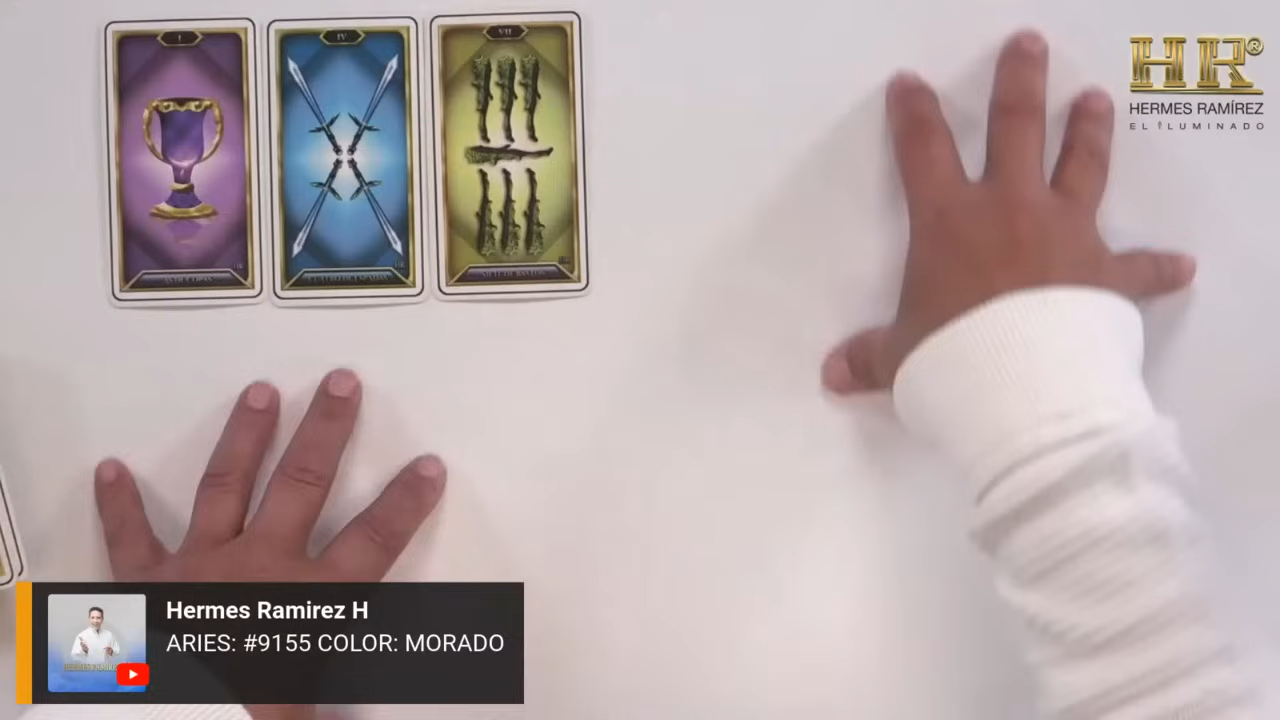 I
IV
VII
HR®
HERMES RAMÍREZ
EL ILUMINADO
Hermes Ramirez H
ARIES: #9155 COLOR: MORADO